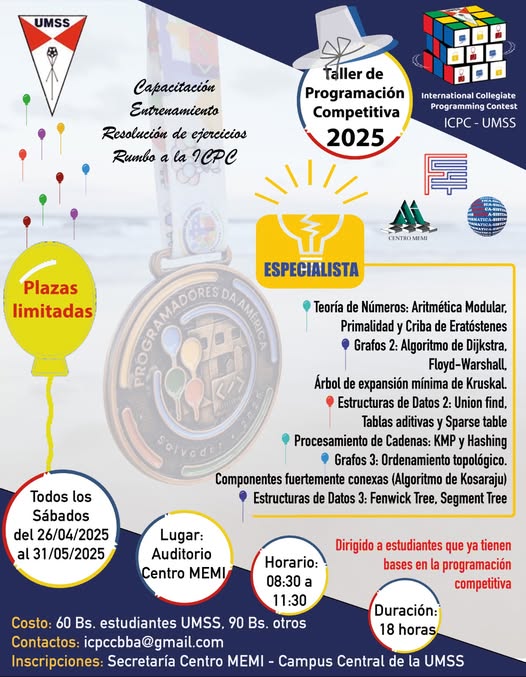 UMSS
Capacitación
Entrenamiento
Resolución de ejercicios
Rumbo a la ICPC
Taller de
Programación
Competitiva
2025
International Collegiate
Programming Contest
ICPC - UMSS
CENTRO MEMI
ESPECIALISTA
Plazas
limitadas
PROGRAMADORES DA AMÉRICA
Salvador - 2025
Teoría de Números: Aritmética Modular,
Primalidad y Criba de Eratóstenes
Grafos 2: Algoritmo de Dijkstra,
Floyd-Warshall,
Árbol de expansión mínima de Kruskal.
Estructuras de Datos 2: Union find,
Tablas aditivas y Sparse table
Procesamiento de Cadenas: KMP y Hashing
Grafos 3: Ordenamiento topológico.
Componentes fuertemente conexas (Algoritmo de Kosaraju)
Estructuras de Datos 3: Fenwick Tree, Segment Tree
Todos los
Sábados
del 26/04/2025
al 31/05/2025
Lugar:
Auditorio
Centro MEMI
Horario:
08:30 a
11:30
Dirigido a estudiantes que ya tienen
bases en la programación
competitiva
Duración:
18 horas
Costo: 60 Bs. estudiantes UMSS, 90 Bs. otros
Contactos: icpccbba@gmail.com
Inscripciones: Secretaría Centro MEMI - Campus Central de la UMSS